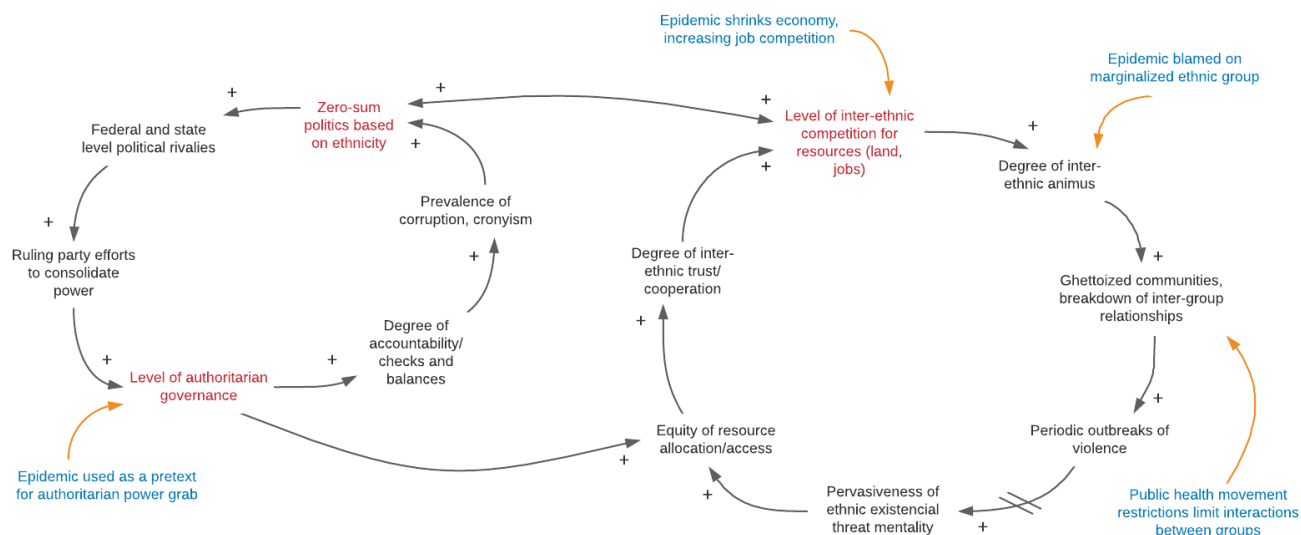 Epidemic shrinks economy,
increasing job competition
Epidemic blamed on
marginalized ethnic group
+
+
+
+
+
+
+
Zero-sum
politics based
on ethnicity
Level of inter-ethnic
competition for
resources (land,
jobs)
Federal and state
level political rivalries
Degree of inter-
ethnic animus
Prevalence of
corruption, cronyism
+
+
+
Ruling party efforts
to consolidate
power
Degree of inter-
ethnic trust/
cooperation
Ghettoized communities,
breakdown of inter-group
relationships
+
Degree of
accountability/
checks and
balances
+
+
Level of authoritarian
governance
+
Equity of resource
allocation/access
Periodic outbreaks of
violence
+
Epidemic used as a pretext
for authoritarian power grab
Pervasiveness of
ethnic existencial
threat mentality
+
+
Public health movement
restrictions limit interactions
between groups